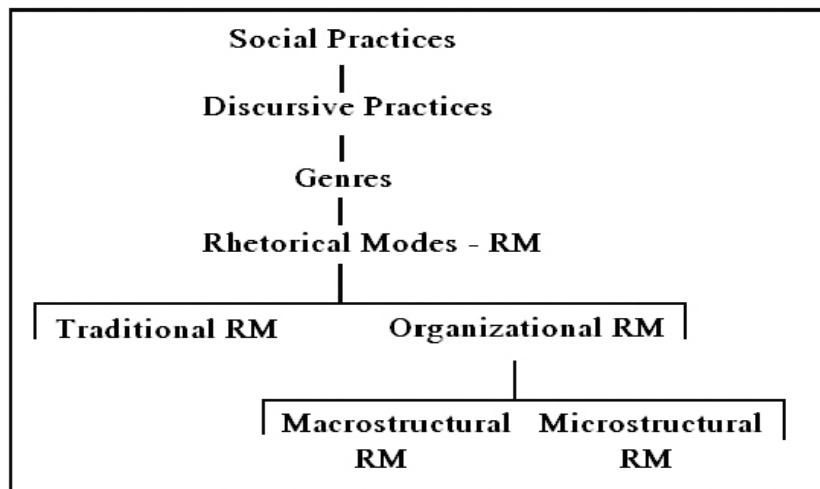 Social Practices
Discursive Practices
Genres
Rhetorical Modes - RM
Traditional RM
Organizational RM
Macrostructural
RM
Microstructural
RM